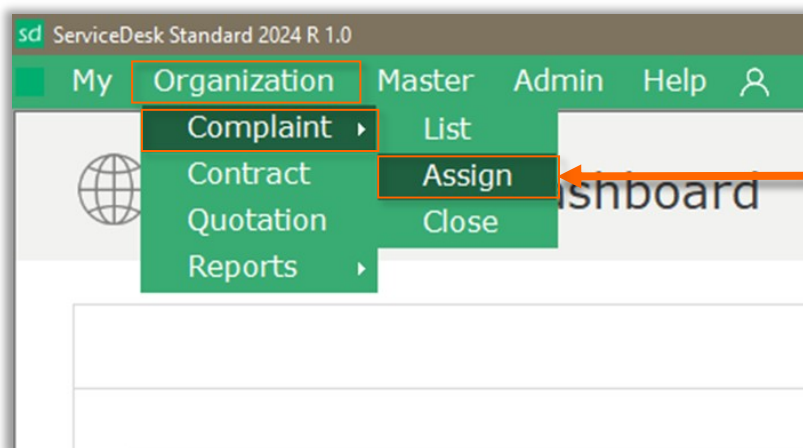 sd ServiceDesk Standard 2024 R 1.0
My Organization Master Admin Help
Complaint List
Contract Assign
Quotation Close
Reports